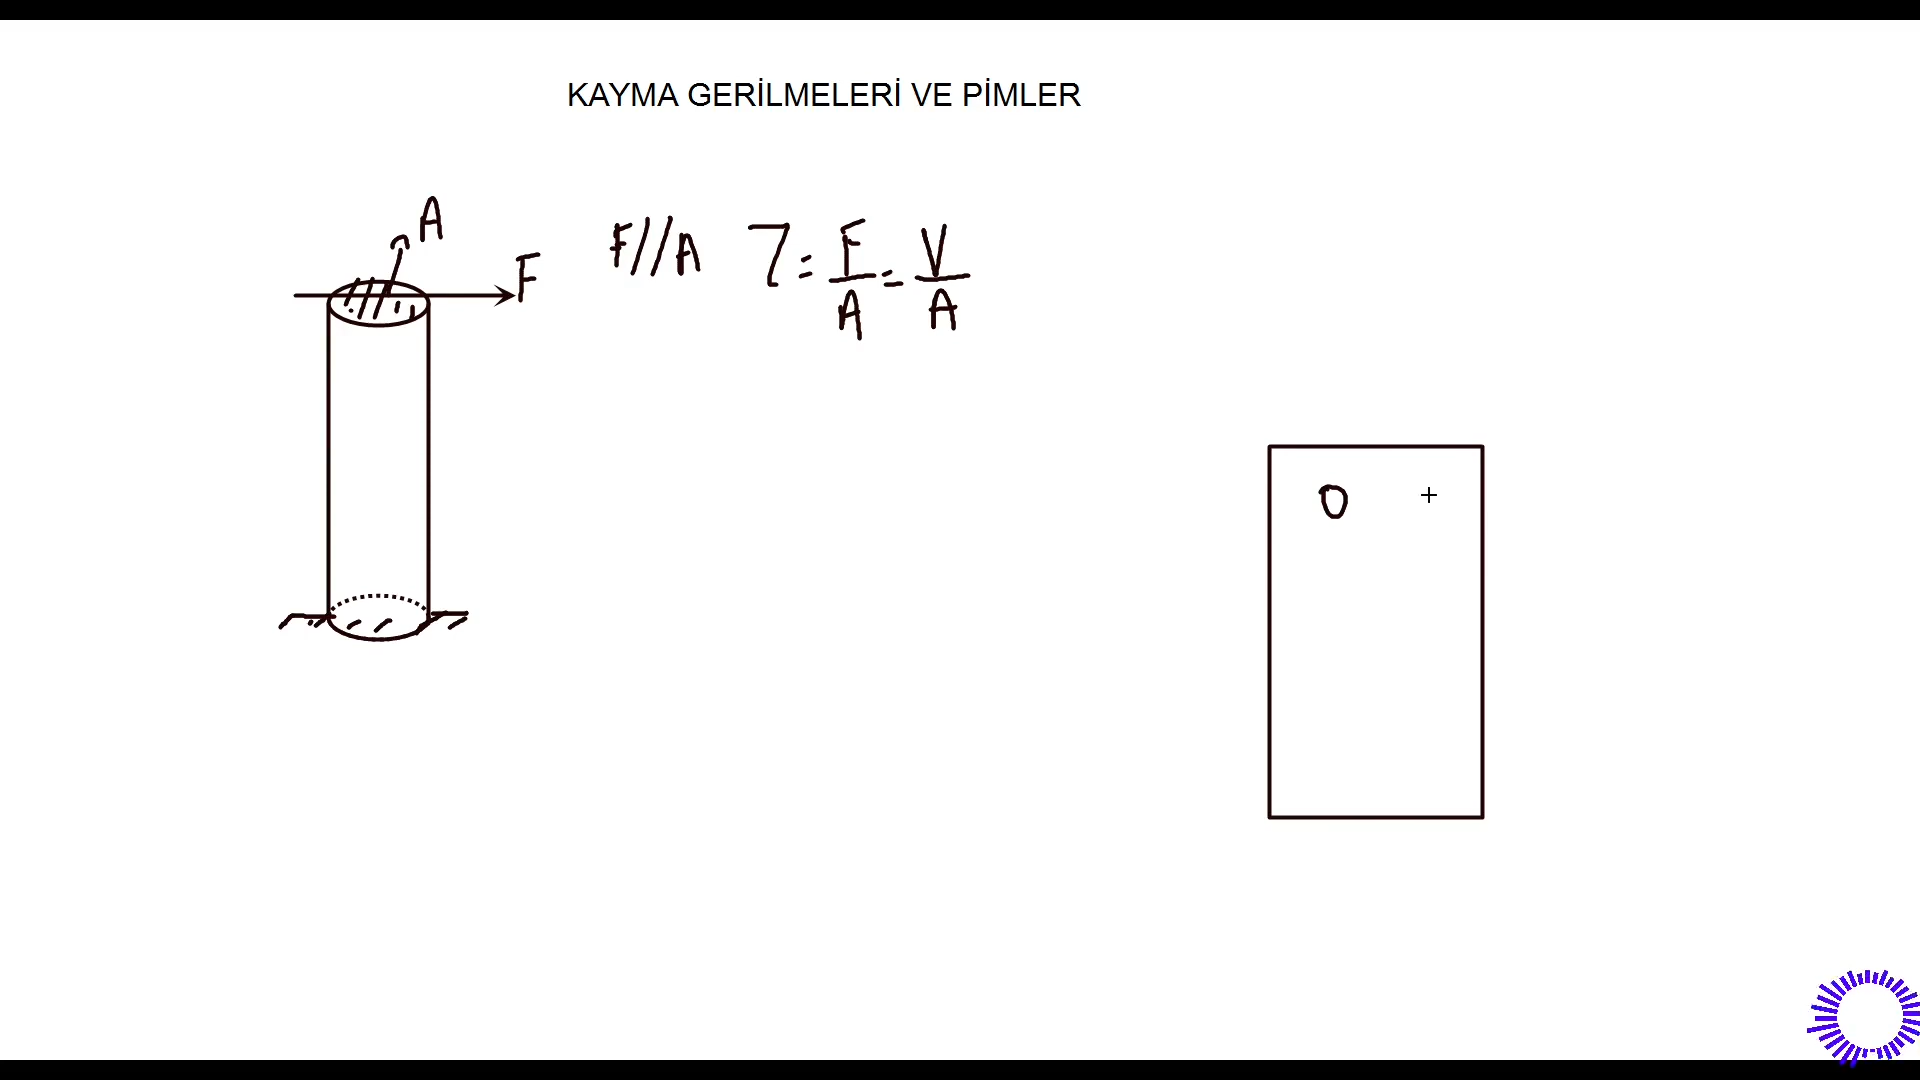 KAYMA GERİLMELERİ VE PİMLER
A
F
F//A τ = F/A = V/A